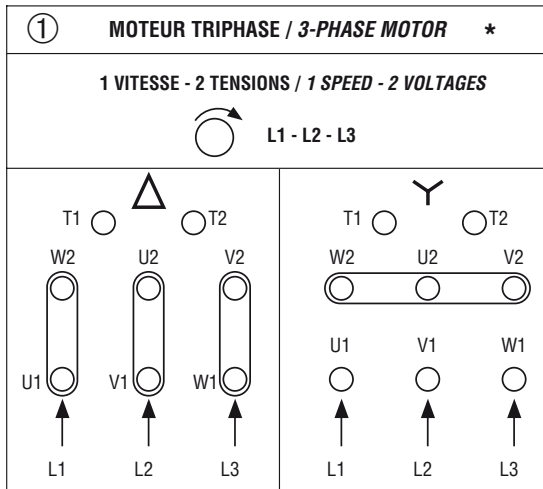 ① MOTEUR TRIPHASE / 3-PHASE MOTOR *
1 VITESSE - 2 TENSIONS / 1 SPEED - 2 VOLTAGES
L1 - L2 - L3
Δ
T1 T2
W2 U2 V2
U1 V1 W1
L1 L2 L3
Y
T1 T2
W2 U2 V2
U1 V1 W1
L1 L2 L3